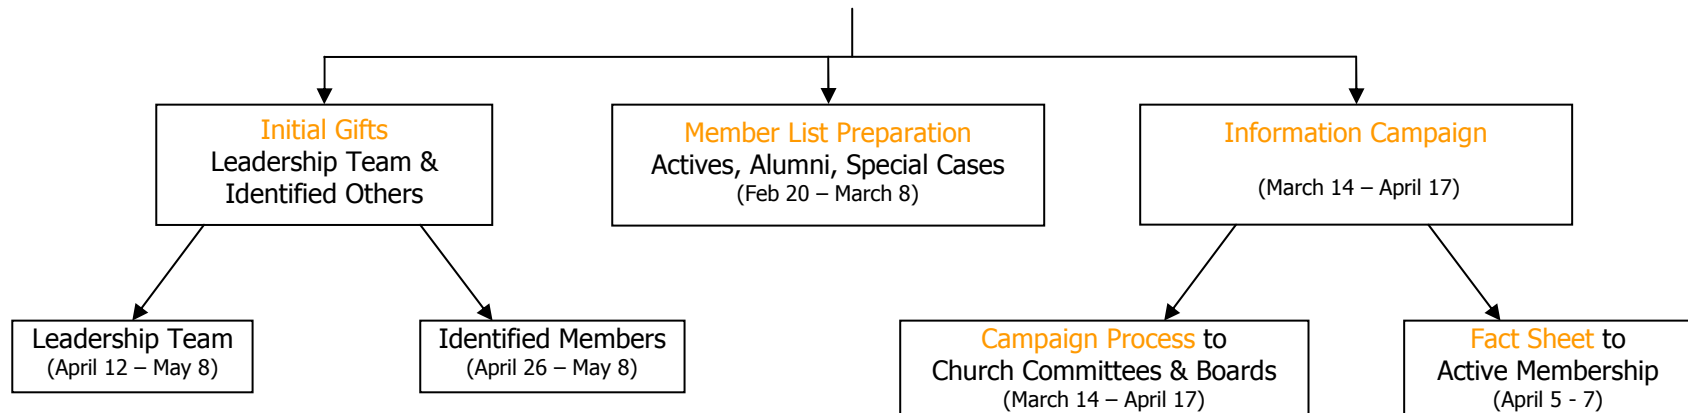 Initial Gifts
Leadership Team &
Identified Others
Member List Preparation
Actives, Alumni, Special Cases
(Feb 20 – March 8)
Information Campaign
(March 14 – April 17)
Leadership Team
(April 12 – May 8)
Identified Members
(April 26 – May 8)
Campaign Process to
Church Committees & Boards
(March 14 – April 17)
Fact Sheet to
Active Membership
(April 5 - 7)